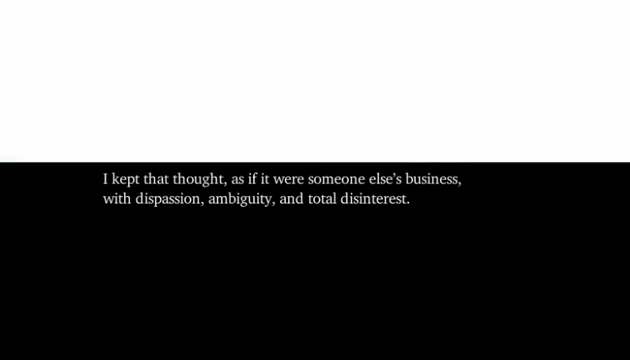 I kept that thought, as if it were someone else’s business,
with dispassion, ambiguity, and total disinterest.